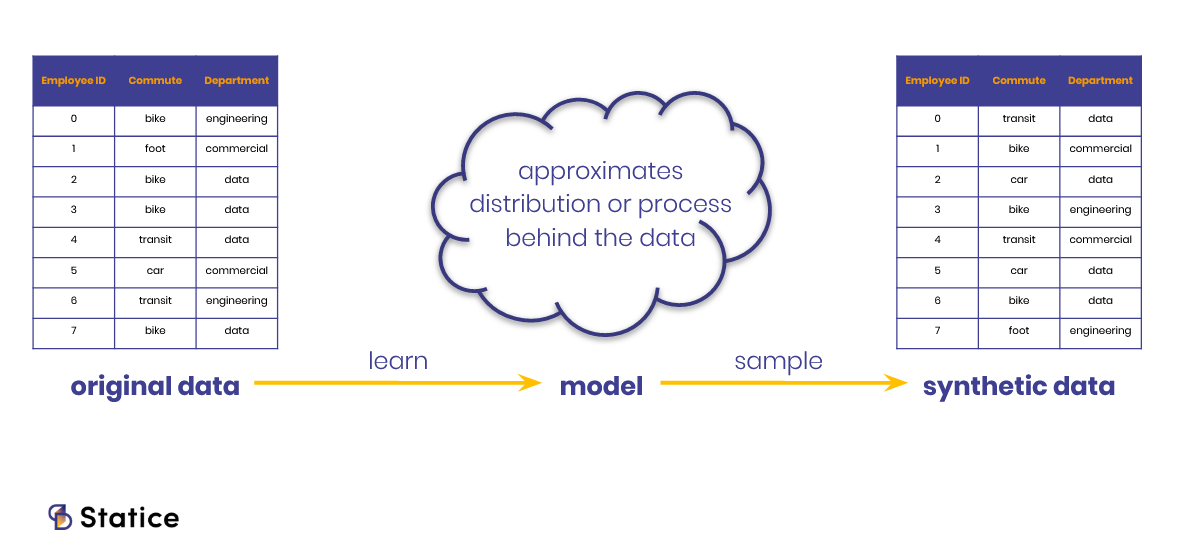 Employee ID Commute Department
0 bike engineering
1 foot commercial
2 bike data
3 bike data
4 transit data
5 car commercial
6 transit engineering
7 bike data
approximates
distribution or process
behind the data
Employee ID Commute Department
0 transit data
1 bike commercial
2 car data
3 bike engineering
4 transit commercial
5 car data
6 bike data
7 foot engineering
learn
sample
original data
model
synthetic data
Statice